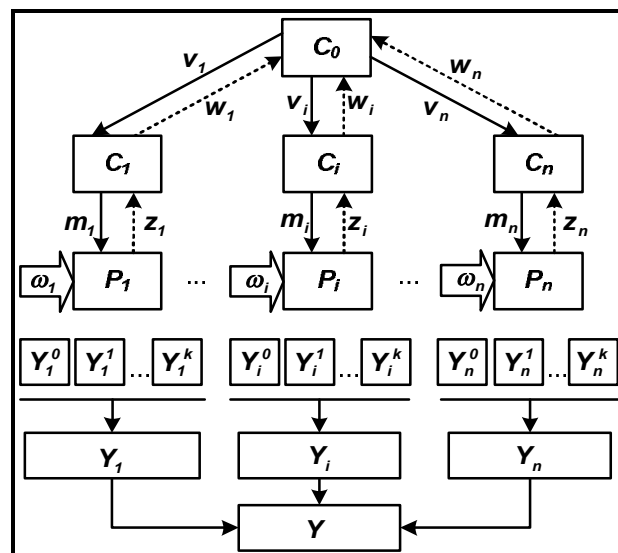 C₀
v₁ w₁ vᵢ wᵢ vₙ wₙ
C₁ Cᵢ Cₙ
m₁ z₁ mᵢ zᵢ mₙ zₙ
ω₁ P₁ ... ωᵢ Pᵢ ... ωₙ Pₙ
Y₁⁰ Y₁¹ ... Y₁ᵏ Yᵢ⁰ Yᵢ¹ ... Yᵢᵏ Yₙ⁰ Yₙ¹ ... Yₙᵏ
Y₁ Yᵢ Yₙ
Y